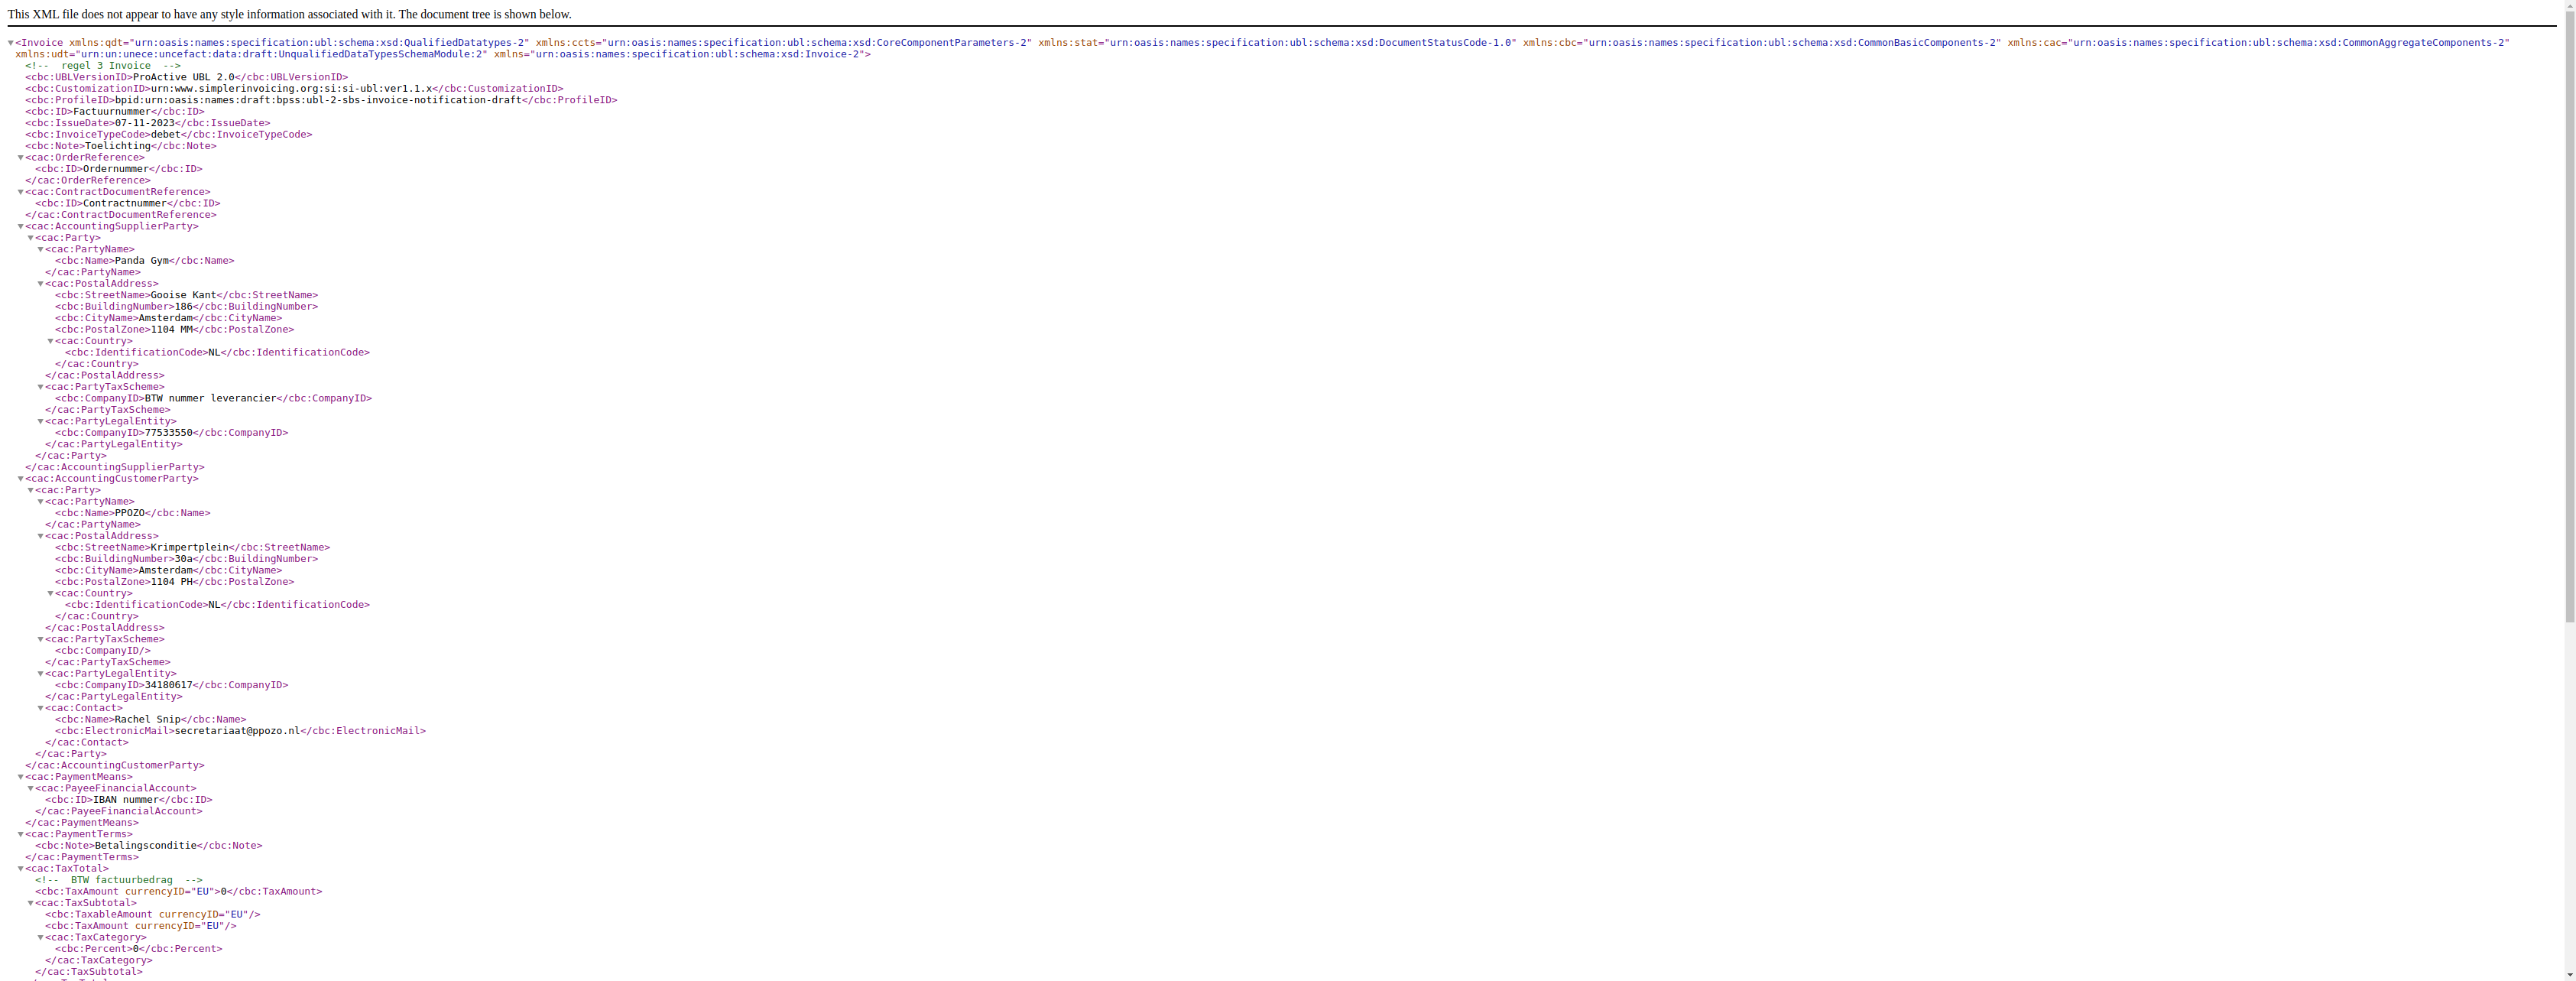 This XML file does not appear to have any style information associated with it. The document tree is shown below.
<Invoice xmlns:qdt="urn:oasis:names:specification:ubl:schema:xsd:QualifiedDatatypes-2" xmlns:ccts="urn:oasis:names:specification:ubl:schema:xsd:CoreComponentParameters-2" xmlns:stat="urn:oasis:names:specification:ubl:schema:xsd:DocumentStatusCode-1.0" xmlns:cbc="urn:oasis:names:specification:ubl:schema:xsd:CommonBasicComponents-2" xmlns:cac="urn:oasis:names:specification:ubl:schema:xsd:CommonAggregateComponents-2"
xmlns:udt="urn:un:unece:uncefact:data:draft:UnqualifiedDataTypesSchemaModule:2" xmlns="urn:oasis:names:specification:ubl:schema:xsd:Invoice-2">
<!-- regel 3 Invoice -->
<cbc:UBLVersionID>ProActive UBL 2.0</cbc:UBLVersionID>
<cbc:CustomizationID>urn:www.simplerinvoicing.org:si:si-ubl:ver1.1.x</cbc:CustomizationID>
<cbc:ProfileID>bpid:urn:oasis:names:draft:bpss:ubl-2-sbs-invoice-notification-draft</cbc:ProfileID>
<cbc:ID>Factuurnummer</cbc:ID>
<cbc:IssueDate>07-11-2023</cbc:IssueDate>
<cbc:InvoiceTypeCode>debet</cbc:InvoiceTypeCode>
<cbc:Note>Toelichting</cbc:Note>
<cac:OrderReference>
<cbc:ID>Ordernummer</cbc:ID>
</cac:OrderReference>
<cac:ContractDocumentReference>
<cbc:ID>Contractnummer</cbc:ID>
</cac:ContractDocumentReference>
<cac:AccountingSupplierParty>
<cac:Party>
<cac:PartyName>
<cbc:Name>Panda Gym</cbc:Name>
</cac:PartyName>
<cac:PostalAddress>
<cbc:StreetName>Gooise Kant</cbc:StreetName>
<cbc:BuildingNumber>186</cbc:BuildingNumber>
<cbc:CityName>Amsterdam</cbc:CityName>
<cbc:PostalZone>1104 MM</cbc:PostalZone>
<cac:Country>
<cbc:IdentificationCode>NL</cbc:IdentificationCode>
</cac:Country>
</cac:PostalAddress>
<cac:PartyTaxScheme>
<cbc:CompanyID>BTW nummer leverancier</cbc:CompanyID>
</cac:PartyTaxScheme>
<cac:PartyLegalEntity>
<cbc:CompanyID>77533550</cbc:CompanyID>
</cac:PartyLegalEntity>
</cac:Party>
</cac:AccountingSupplierParty>
<cac:AccountingCustomerParty>
<cac:Party>
<cac:PartyName>
<cbc:Name>PPOZO</cbc:Name>
</cac:PartyName>
<cac:PostalAddress>
<cbc:StreetName>Krimpertplein</cbc:StreetName>
<cbc:BuildingNumber>30a</cbc:BuildingNumber>
<cbc:CityName>Amsterdam</cbc:CityName>
<cbc:PostalZone>1104 PH</cbc:PostalZone>
<cac:Country>
<cbc:IdentificationCode>NL</cbc:IdentificationCode>
</cac:Country>
</cac:PostalAddress>
<cac:PartyTaxScheme>
<cbc:CompanyID/>
</cac:PartyTaxScheme>
<cac:PartyLegalEntity>
<cbc:CompanyID>34180617</cbc:CompanyID>
</cac:PartyLegalEntity>
<cac:Contact>
<cbc:Name>Rachel Snip</cbc:Name>
<cbc:ElectronicMail>secretariaat@ppozo.nl</cbc:ElectronicMail>
</cac:Contact>
</cac:Party>
</cac:AccountingCustomerParty>
<cac:PaymentMeans>
<cac:PayeeFinancialAccount>
<cbc:ID>IBAN nummer</cbc:ID>
</cac:PayeeFinancialAccount>
</cac:PaymentMeans>
<cac:PaymentTerms>
<cbc:Note>Betalingsconditie</cbc:Note>
</cac:PaymentTerms>
<cac:TaxTotal>
<!-- BTW factuurbedrag -->
<cbc:TaxAmount currencyID="EU">0</cbc:TaxAmount>
<cac:TaxSubtotal>
<cbc:TaxableAmount currencyID="EU"/>
<cbc:TaxAmount currencyID="EU"/>
<cac:TaxCategory>
<cbc:Percent>0</cbc:Percent>
</cac:TaxCategory>
</cac:TaxSubtotal>